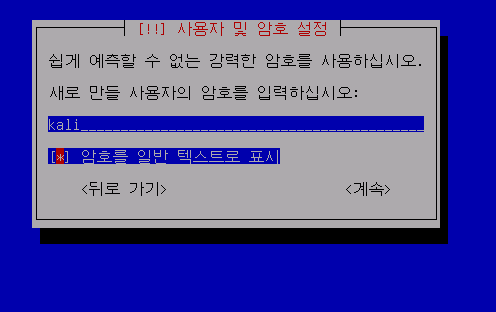 [!!] 사용자 및 암호 설정
쉽게 예측할 수 없는 강력한 암호를 사용하십시오.
새로 만들 사용자의 암호를 입력하십시오:
kali
[*] 암호를 일반 텍스트로 표시
<뒤로 가기> <계속>